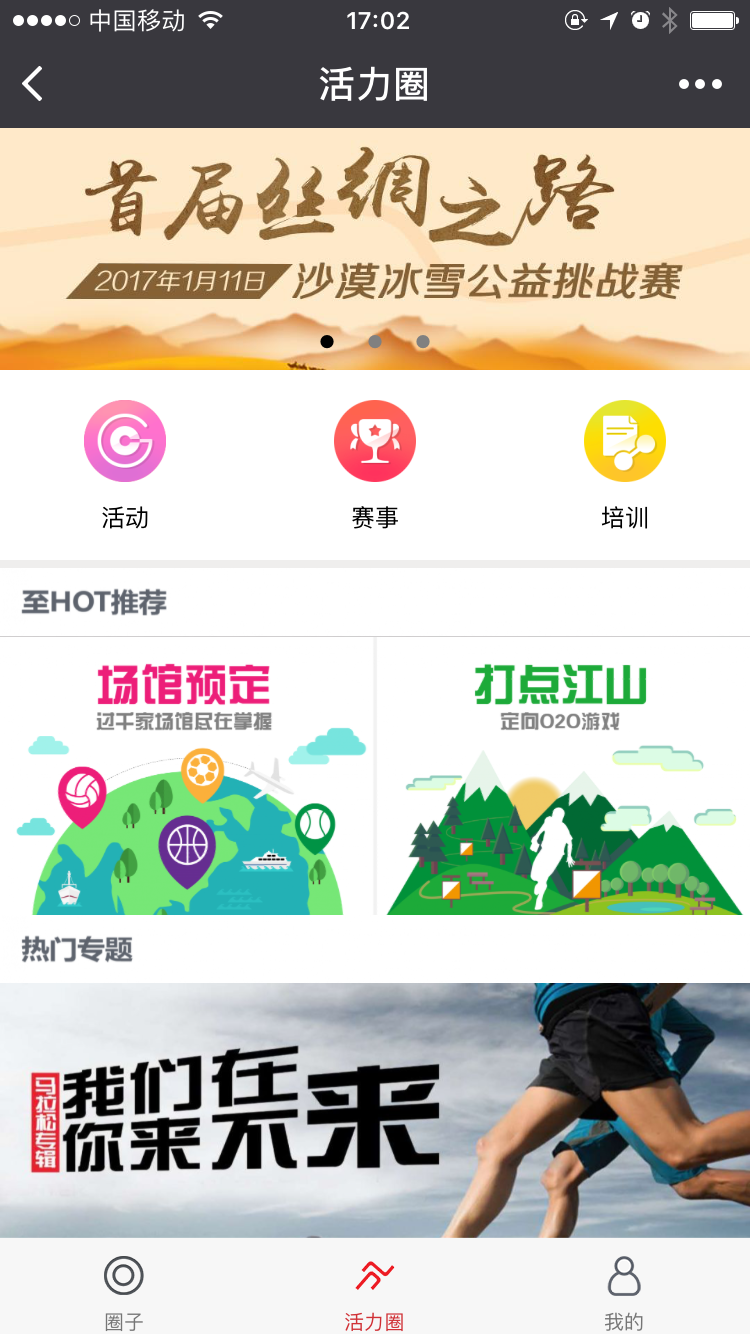 中国移动
17:02
活力圈
首届丝绸之路
2017年1月11日 沙漠冰雪公益挑战赛
活动
赛事
培训
至HOT推荐
场馆预定
过千家场馆尽在掌握
打点江山
定向O2O游戏
热门专题
马拉松专辑
我们在
你来不来
圈子
活力圈
我的